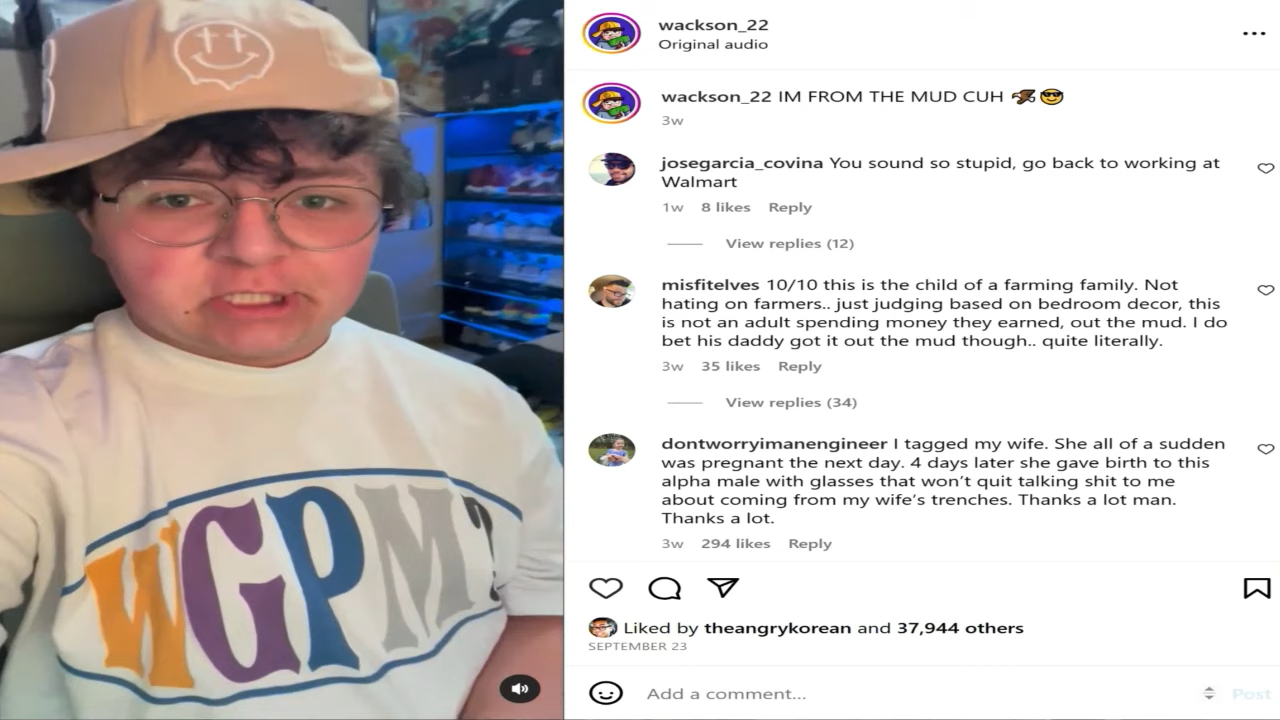 WGPM?
wackson_22
Original audio
wackson_22 IM FROM THE MUD CUH
3w
josegarcia_covina You sound so stupid, go back to working at
Walmart
1w 8 likes Reply
View replies (12)
misfitelves 10/10 this is the child of a farming family. Not
hating on farmers.. just judging based on bedroom decor, this
is not an adult spending money they earned, out the mud. I do
bet his daddy got it out the mud though.. quite literally.
3w 35 likes Reply
View replies (34)
dontworryimanengineer I tagged my wife. She all of a sudden
was pregnant the next day. 4 days later she gave birth to this
alpha male with glasses that won’t quit talking shit to me
about coming from my wife’s trenches. Thanks a lot man.
Thanks a lot.
3w 294 likes Reply
Liked by theangrykorean and 37,944 others
SEPTEMBER 23
Add a comment...
Post